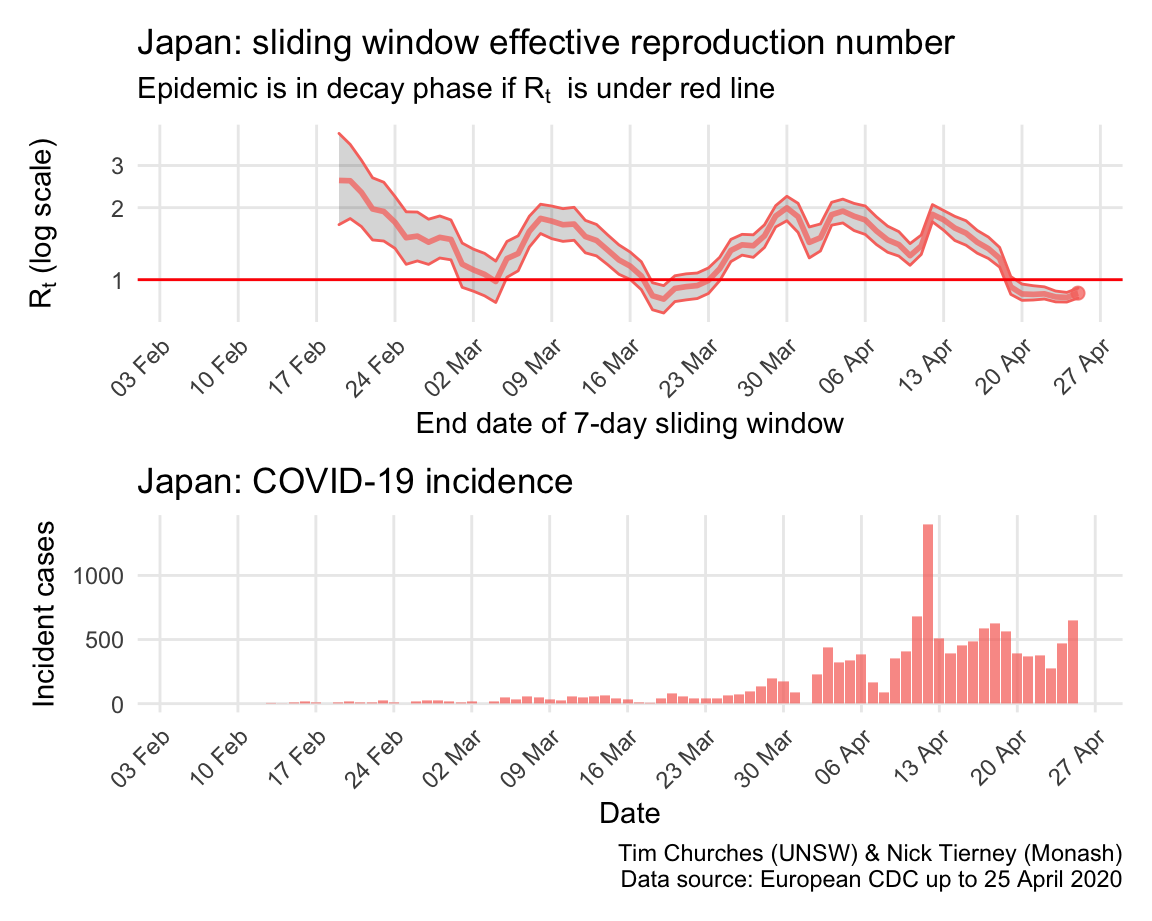 Japan: sliding window effective reproduction number
Epidemic is in decay phase if Rt is under red line
Rt (log scale)
3
2
1
03 Feb
10 Feb
17 Feb
24 Feb
02 Mar
09 Mar
16 Mar
23 Mar
30 Mar
06 Apr
13 Apr
20 Apr
27 Apr
End date of 7-day sliding window
Japan: COVID-19 incidence
Incident cases
1000
500
0
03 Feb
10 Feb
17 Feb
24 Feb
02 Mar
09 Mar
16 Mar
23 Mar
30 Mar
06 Apr
13 Apr
20 Apr
27 Apr
Date
Tim Churches (UNSW) & Nick Tierney (Monash)
Data source: European CDC up to 25 April 2020